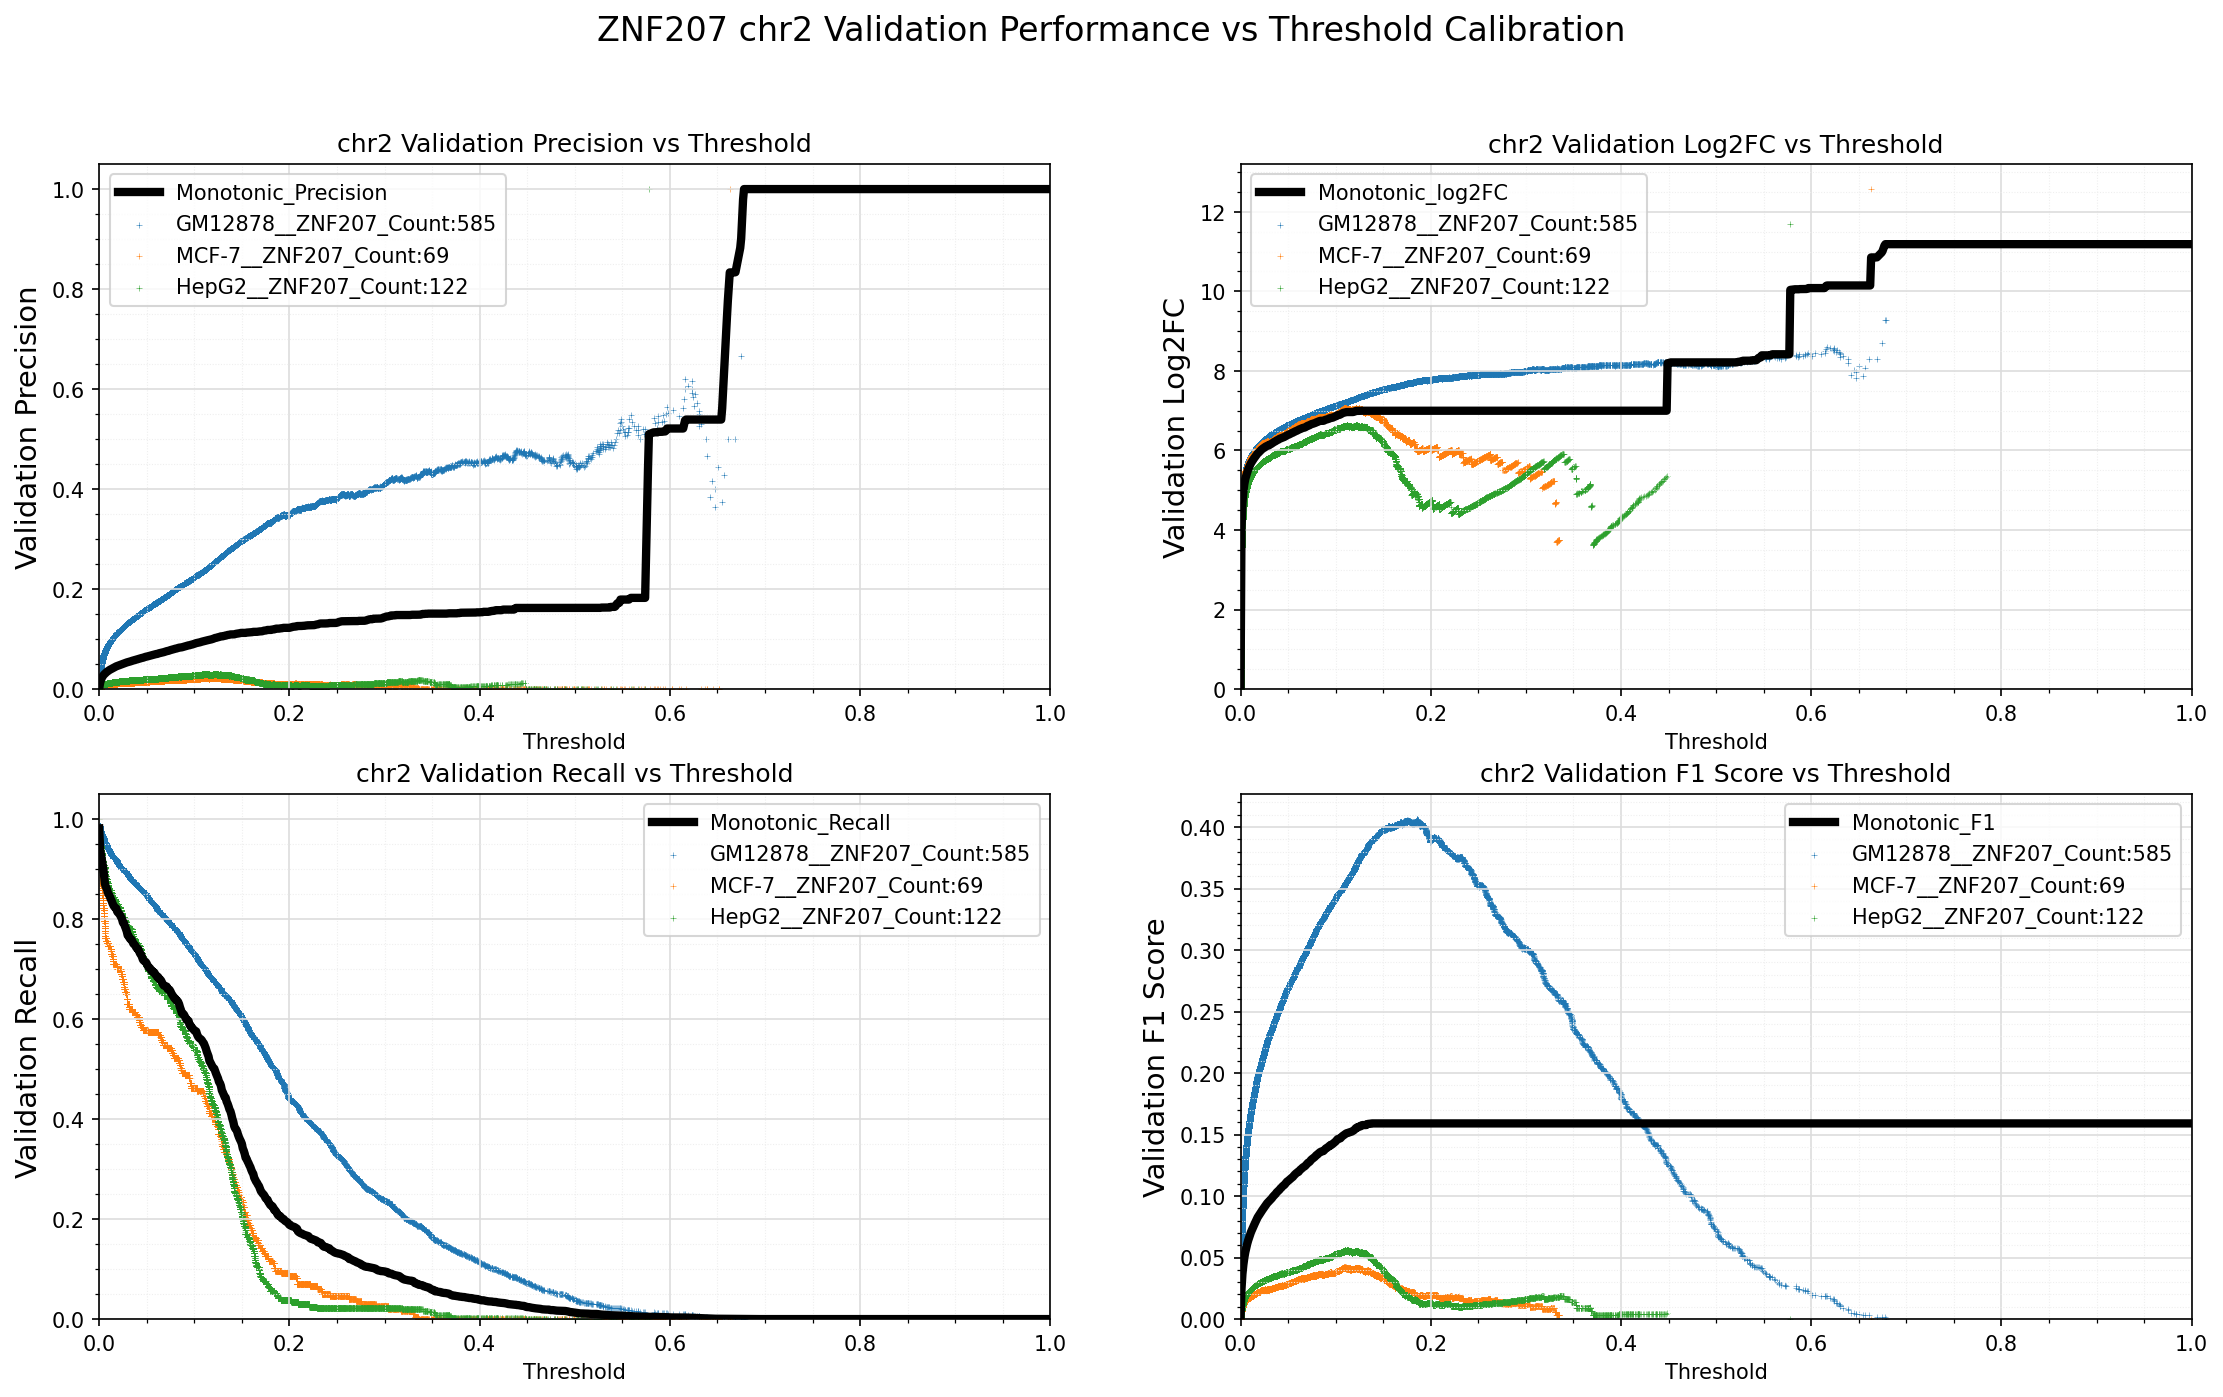 ZNF207 chr2 Validation Performance vs Threshold Calibration
chr2 Validation Precision vs Threshold
Validation Precision
1.0
0.8
0.6
0.4
0.2
0.0
Monotonic_Precision
GM12878__ZNF207_Count:585
MCF-7__ZNF207_Count:69
HepG2__ZNF207_Count:122
0.0 0.2 0.4 0.6 0.8 1.0
Threshold
chr2 Validation Log2FC vs Threshold
Validation Log2FC
12
10
8
6
4
2
0
Monotonic_log2FC
GM12878__ZNF207_Count:585
MCF-7__ZNF207_Count:69
HepG2__ZNF207_Count:122
0.0 0.2 0.4 0.6 0.8 1.0
Threshold
chr2 Validation Recall vs Threshold
Validation Recall
1.0
0.8
0.6
0.4
0.2
0.0
Monotonic_Recall
GM12878__ZNF207_Count:585
MCF-7__ZNF207_Count:69
HepG2__ZNF207_Count:122
0.0 0.2 0.4 0.6 0.8 1.0
Threshold
chr2 Validation F1 Score vs Threshold
Validation F1 Score
0.40
0.35
0.30
0.25
0.20
0.15
0.10
0.05
0.00
Monotonic_F1
GM12878__ZNF207_Count:585
MCF-7__ZNF207_Count:69
HepG2__ZNF207_Count:122
0.0 0.2 0.4 0.6 0.8 1.0
Threshold